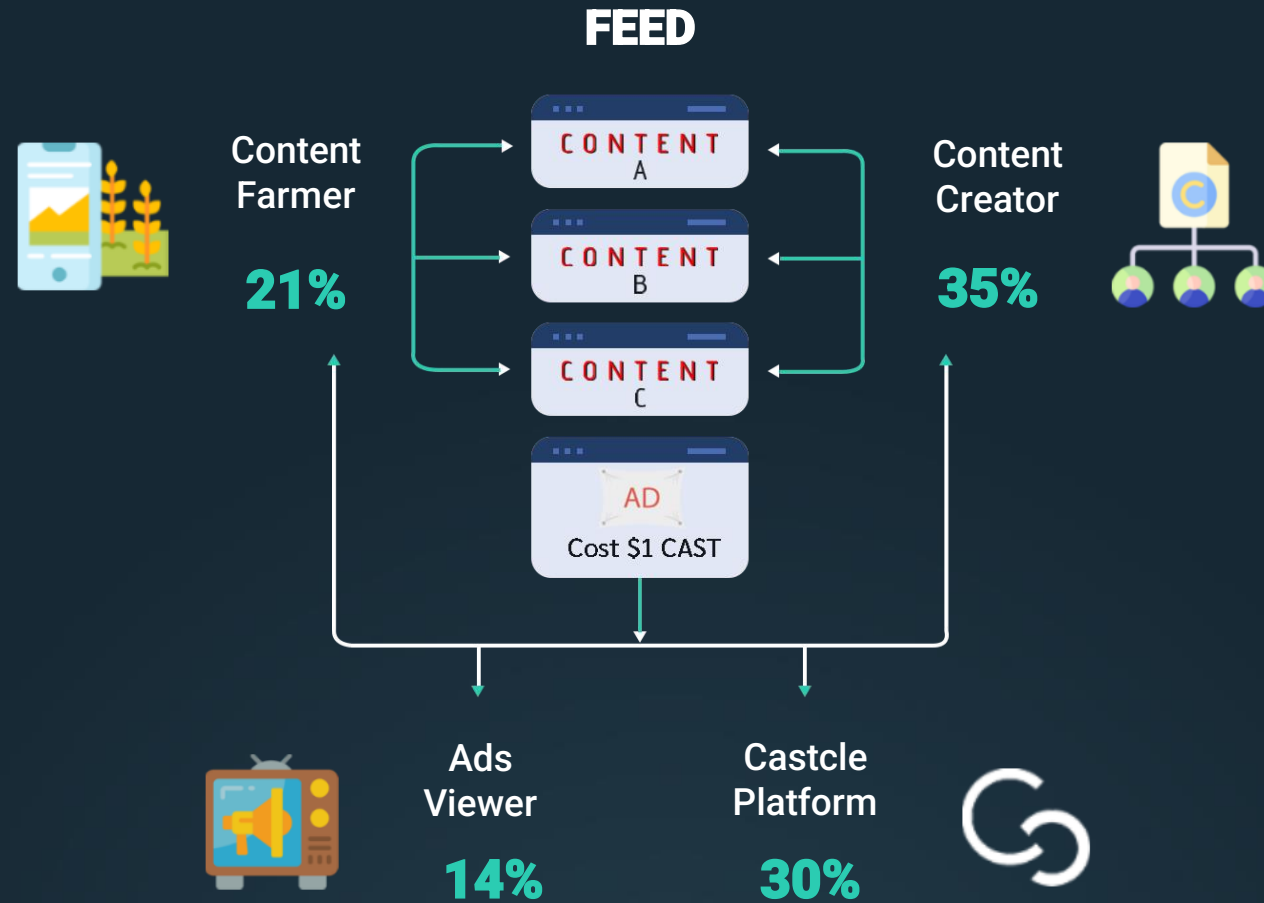 FEED
Content
Farmer
21%
CONTENT
A
CONTENT
B
CONTENT
C
AD
Cost $1 CAST
Content
Creator
35%
C
Ads
Viewer
14%
Castcle
Platform
30%